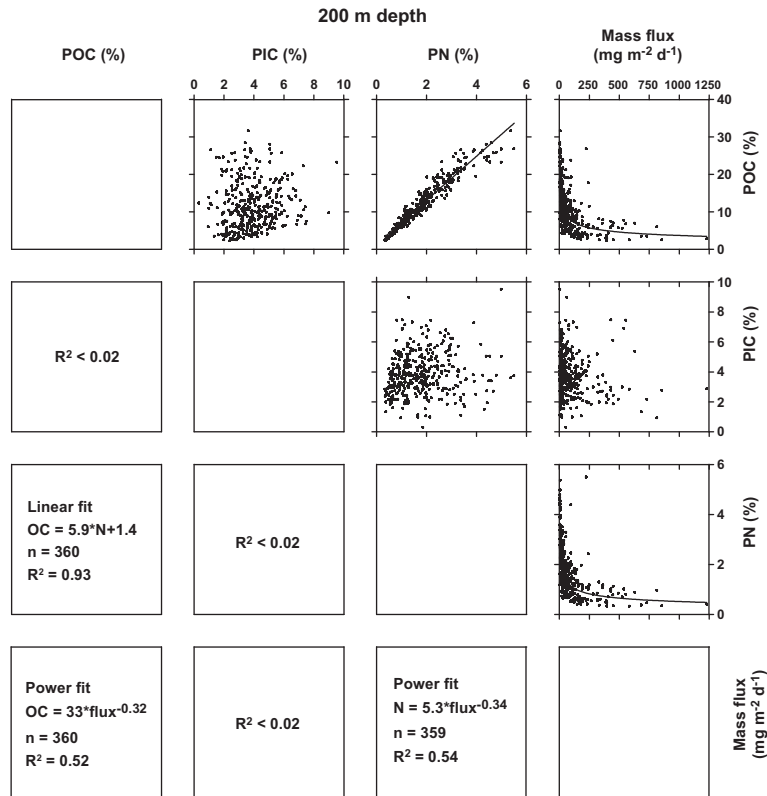 200 m depth
POC (%)
PIC (%)
PN (%)
Mass flux
(mg m⁻² d⁻¹)
0 2 4 6 8 10
0 2 4 6
0 250 500 750 1000 1250
40
30
20
10
0
POC (%)
R² < 0.02
10
8
6
4
2
0
PIC (%)
Linear fit
OC = 5.9*N+1.4
n = 360
R² = 0.93
R² < 0.02
6
4
2
0
PN (%)
Power fit
OC = 33*flux⁻⁰·³²
n = 360
R² = 0.52
R² < 0.02
Power fit
N = 5.3*flux⁻⁰·³⁴
n = 359
R² = 0.54
Mass flux
(mg m⁻² d⁻¹)